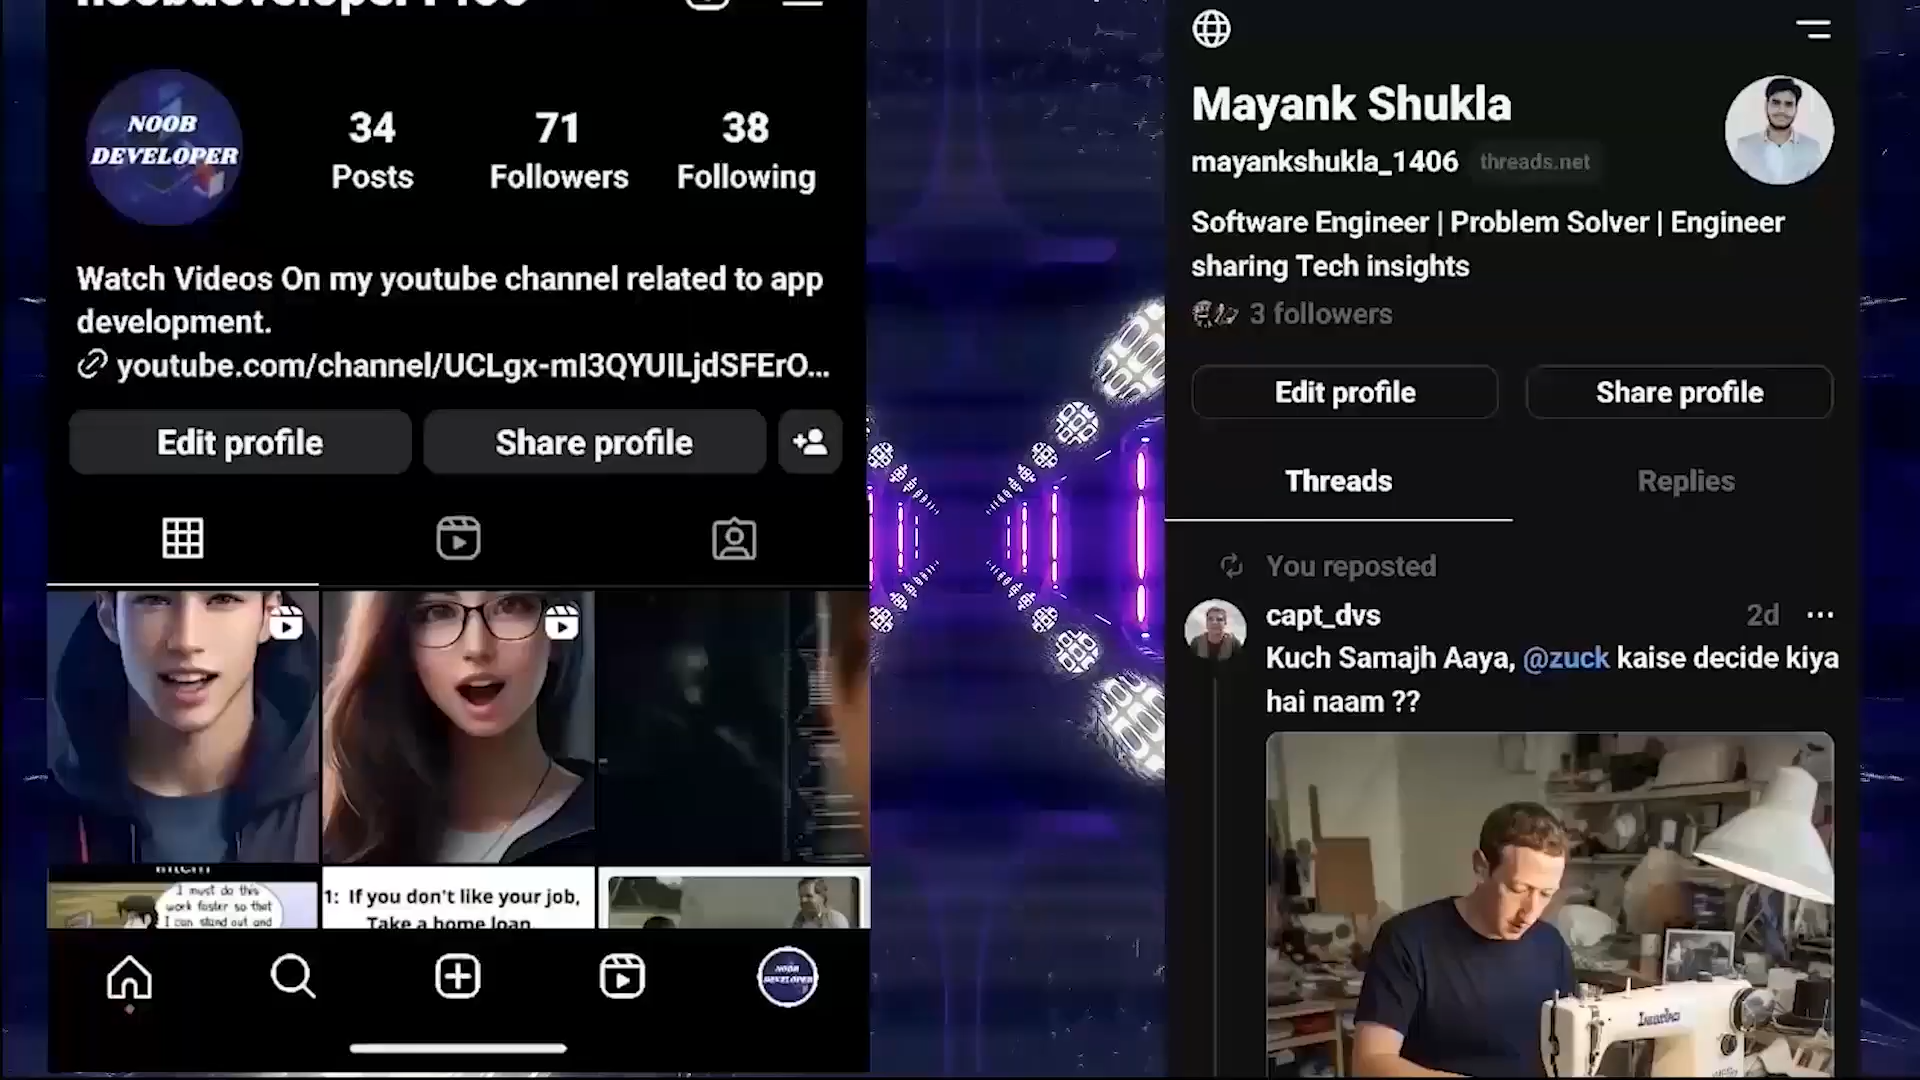 noobdeveloper1406
NOOB
DEVELOPER
34
Posts
71
Followers
38
Following
Watch Videos On my youtube channel related to app
development.
youtube.com/channel/UCLgx-mI3QYUILjdSFErO...
Edit profile
Share profile
I must do this
work faster so that
I can stand out and
1: If you don't like your job,
Take a home loan
NOOB
DEVELOPER
Mayank Shukla
mayankshukla_1406 threads.net
Software Engineer | Problem Solver | Engineer
sharing Tech insights
3 followers
Edit profile
Share profile
Threads
Replies
You reposted
capt_dvs
2d
Kuch Samajh Aaya, @zuck kaise decide kiya
hai naam ??